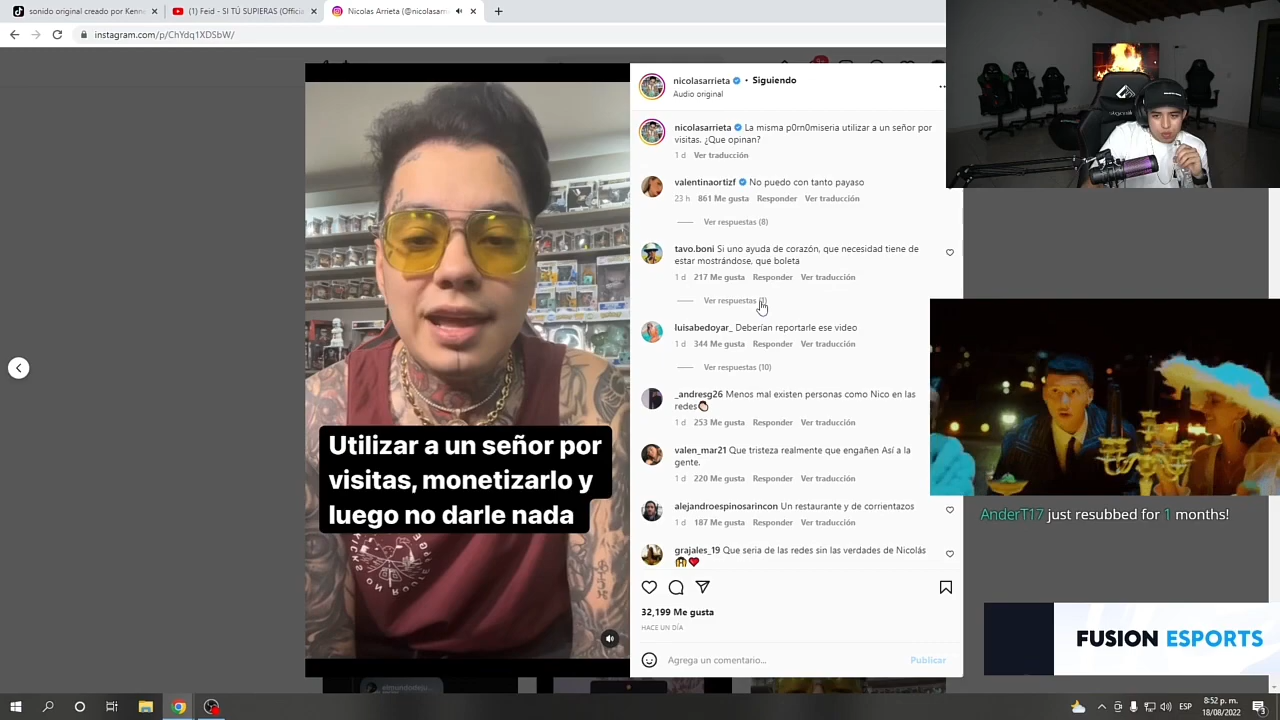 sonido original creado por Kenne
(1) Feid - SI TÚ SUPIERAS (Officia
Nicolas Arrieta (@nicolasarrie
instagram.com/p/ChYdq1XDSbW/
nicolasarrieta • Siguiendo
Audio original
nicolasarrieta La misma p0rn0miseria utilizar a un señor por
visitas. ¿Que opinan?
1 d Ver traducción
valentinaortizf No puedo con tanto payaso
23 h 861 Me gusta Responder Ver traducción
Ver respuestas (8)
tavo.boni Si uno ayuda de corazón, que necesidad tiene de
estar mostrándose, que boleta
1 d 217 Me gusta Responder Ver traducción
Ver respuestas
luisabedoyar_ Deberían reportarle ese video
1 d 344 Me gusta Responder Ver traducción
Ver respuestas (10)
_andresg26 Menos mal existen personas como Nico en las
redes
1 d 253 Me gusta Responder Ver traducción
valen_mar21 Que tristeza realmente que engañen Así a la
gente.
1 d 220 Me gusta Responder Ver traducción
alejandroespinosarincon Un restaurante y de corrientazos
1 d 187 Me gusta Responder Ver traducción
grajales_19 Que seria de las redes sin las verdades de Nicolás
32,199 Me gusta
HACE UN DÍA
Agrega un comentario...
Publicar
Utilizar a un señor por
visitas, monetizarlo y
luego no darle nada
AnderT17 just resubbed for 1 months!
FUSION ESPORTS
ESP
8:52 p. m.
18/08/2022